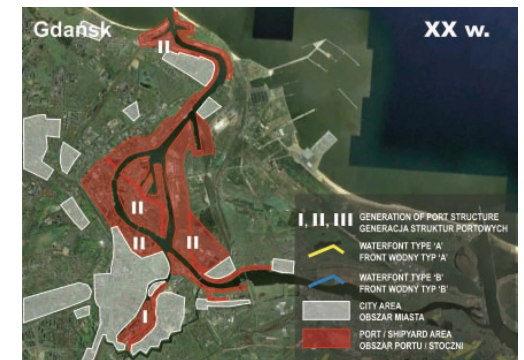 Gdańsk
XX w.
II
II
II
II
I
I, II, III GENERATION OF PORT STRUCTURE
GENERACJA STRUKTUR PORTOWYCH
WATERFONT TYPE 'A'
FRONT WODNY TYP 'A'
WATERFONT TYPE 'B'
FRONT WODNY TYP 'B'
CITY AREA
OBSZAR MIASTA
PORT / SHIPYARD AREA
OBSZAR PORTU / STOCZNI